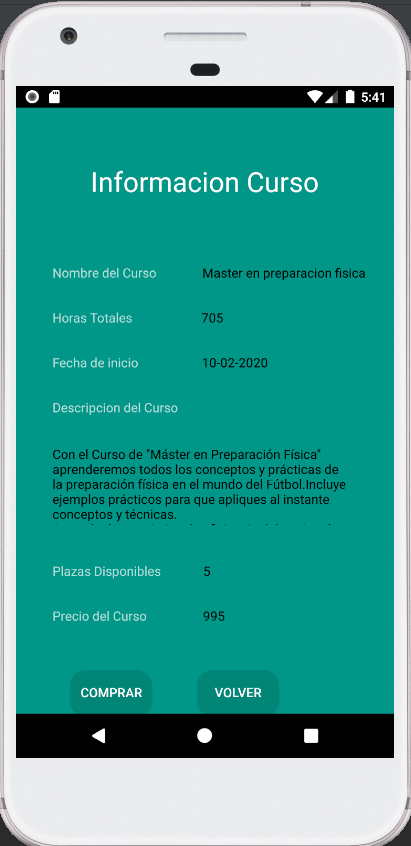 5:41
Informacion Curso
Nombre del Curso Master en preparacion fisica
Horas Totales 705
Fecha de inicio 10-02-2020
Descripcion del Curso
Con el Curso de "Máster en Preparación Física"
aprenderemos todos los conceptos y prácticas de
la preparación física en el mundo del Fútbol.Incluye
ejemplos prácticos para que apliques al instante
conceptos y técnicas.
Plazas Disponibles 5
Precio del Curso 995
COMPRAR VOLVER